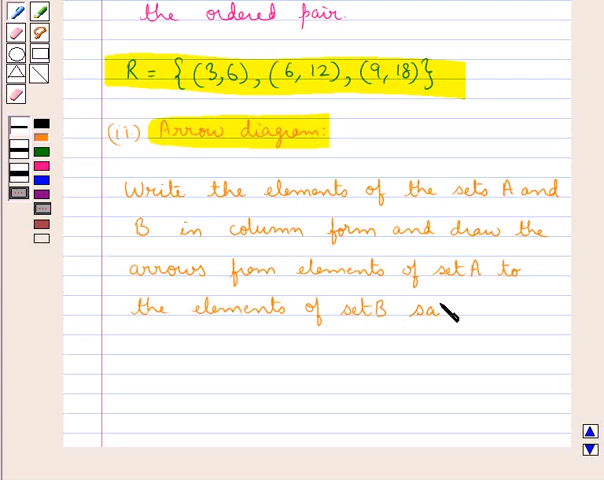 the ordered pair.
R = { (3,6), (6, 12), (9, 18)}
(ii) Arrow diagram:
Write the elements of the sets A and
B in column form and draw the
arrows from elements of set A to
the elements of set B sa